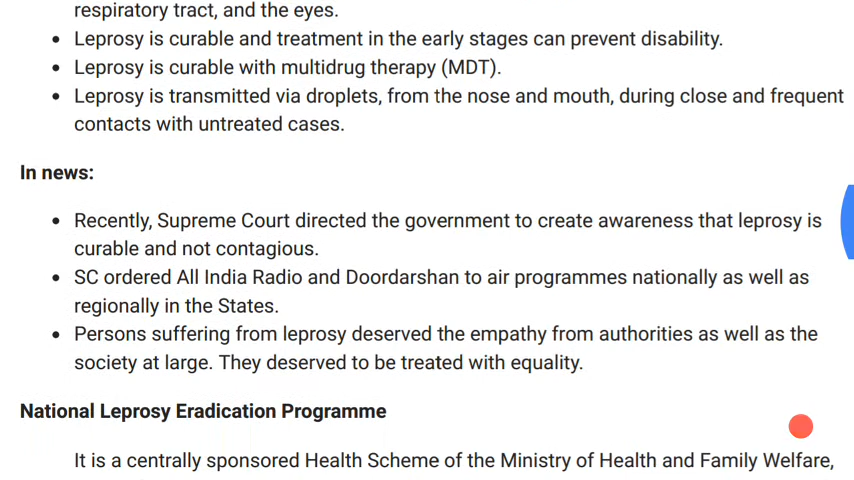 respiratory tract, and the eyes.
• Leprosy is curable and treatment in the early stages can prevent disability.
• Leprosy is curable with multidrug therapy (MDT).
• Leprosy is transmitted via droplets, from the nose and mouth, during close and frequent
contacts with untreated cases.
In news:
• Recently, Supreme Court directed the government to create awareness that leprosy is
curable and not contagious.
• SC ordered All India Radio and Doordarshan to air programmes nationally as well as
regionally in the States.
• Persons suffering from leprosy deserved the empathy from authorities as well as the
society at large. They deserved to be treated with equality.
National Leprosy Eradication Programme
It is a centrally sponsored Health Scheme of the Ministry of Health and Family Welfare,